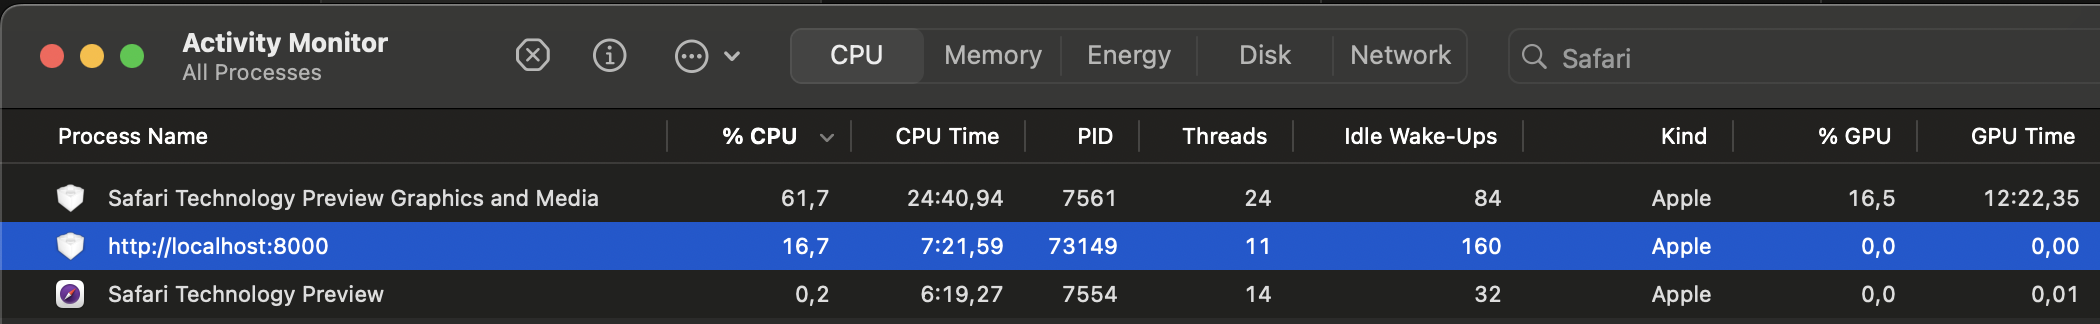 Activity Monitor
All Processes
CPU Memory Energy Disk Network Safari
Process Name % CPU CPU Time PID Threads Idle Wake-Ups Kind % GPU GPU Time
Safari Technology Preview Graphics and Media 61,7 24:40,94 7561 24 84 Apple 16,5 12:22,35
http://localhost:8000 16,7 7:21,59 73149 11 160 Apple 0,0 0,00
Safari Technology Preview 0,2 6:19,27 7554 14 32 Apple 0,0 0,01